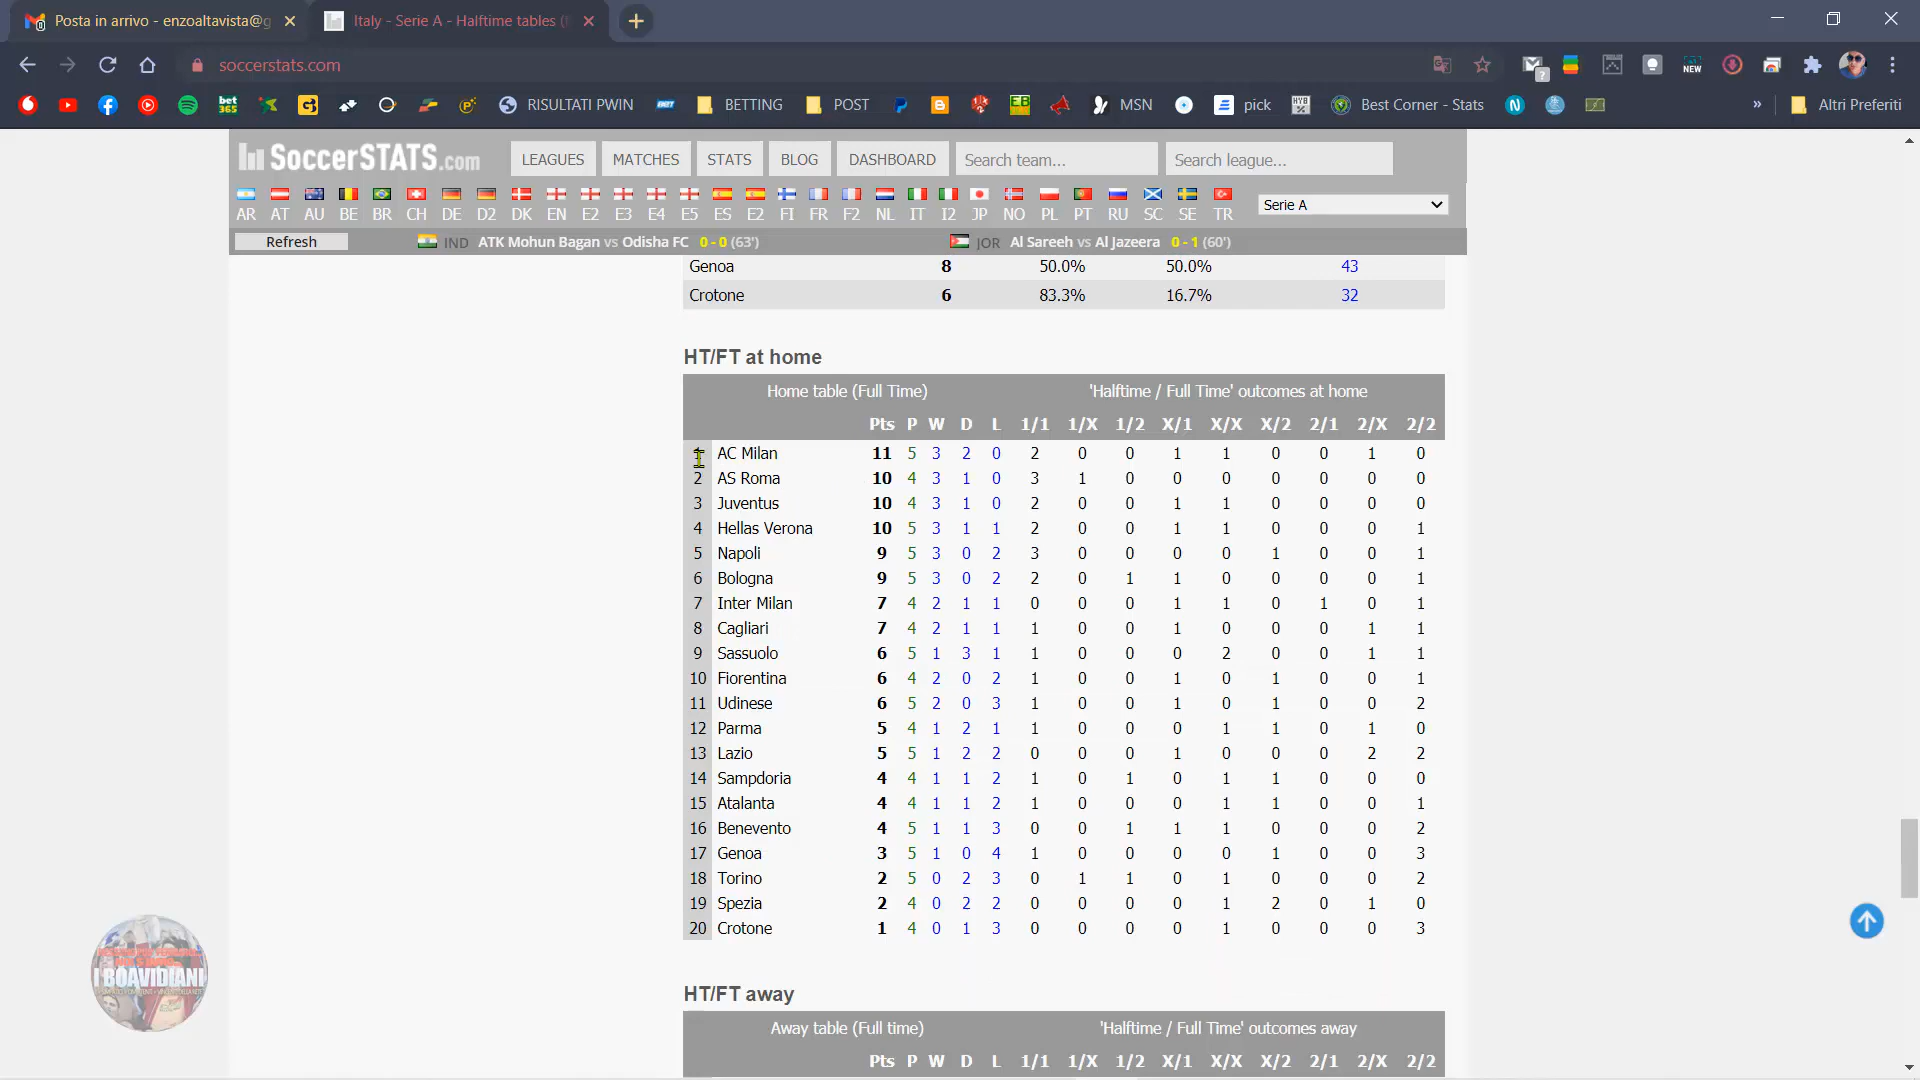 Posta in arrivo - enzoaltavista@g
Italy - Serie A - Halftime tables (
soccerstats.com
bet365
RISULTATI PWIN
BETTING
POST
EB
MSN
pick
HYB
Best Corner - Stats
»
Altri Preferiti
NEW
SoccerSTATS.com
LEAGUES MATCHES STATS BLOG DASHBOARD Search team... Search league...
AR AT AU BE BR CH DE D2 DK EN E2 E3 E4 E5 ES E2 FI FR F2 NL IT I2 JP NO PL PT RU SC SE TR Serie A
Refresh IND ATK Mohun Bagan vs Odisha FC 0 - 0 (63') JOR Al Sareeh vs Al Jazeera 0 - 1 (60')
Genoa 8 50.0% 50.0% 43
Crotone 6 83.3% 16.7% 32
HT/FT at home
Home table (Full Time) 'Halftime / Full Time' outcomes at home
Pts P W D L 1/1 1/X 1/2 X/1 X/X X/2 2/1 2/X 2/2
AC Milan 11 5 3 2 0 2 0 0 1 1 0 0 1 0
2 AS Roma 10 4 3 1 0 3 1 0 0 0 0 0 0 0
3 Juventus 10 4 3 1 0 2 0 0 1 1 0 0 0 0
4 Hellas Verona 10 5 3 1 1 2 0 0 1 1 0 0 0 1
5 Napoli 9 5 3 0 2 3 0 0 0 0 1 0 0 1
6 Bologna 9 5 3 0 2 2 0 1 1 0 0 0 0 1
7 Inter Milan 7 4 2 1 1 0 0 0 1 1 0 1 0 1
8 Cagliari 7 4 2 1 1 1 0 0 1 0 0 0 1 1
9 Sassuolo 6 5 1 3 1 1 0 0 0 2 0 0 1 1
10 Fiorentina 6 4 2 0 2 1 0 0 1 0 1 0 0 1
11 Udinese 6 5 2 0 3 1 0 0 1 0 1 0 0 2
12 Parma 5 4 1 2 1 1 0 0 0 1 1 0 1 0
13 Lazio 5 5 1 2 2 0 0 0 1 0 0 0 2 2
14 Sampdoria 4 4 1 1 2 1 0 1 0 1 1 0 0 0
15 Atalanta 4 4 1 1 2 1 0 0 0 1 1 0 0 1
16 Benevento 4 5 1 1 3 0 0 1 1 1 0 0 0 2
17 Genoa 3 5 1 0 4 1 0 0 0 0 1 0 0 3
18 Torino 2 5 0 2 3 0 1 1 0 1 0 0 0 2
19 Spezia 2 4 0 2 2 0 0 0 0 1 2 0 1 0
20 Crotone 1 4 0 1 3 0 0 0 0 1 0 0 0 3
HT/FT away
Away table (Full time) 'Halftime / Full Time' outcomes away
Pts P W D L 1/1 1/X 1/2 X/1 X/X X/2 2/1 2/X 2/2
I BOAVIDIANI